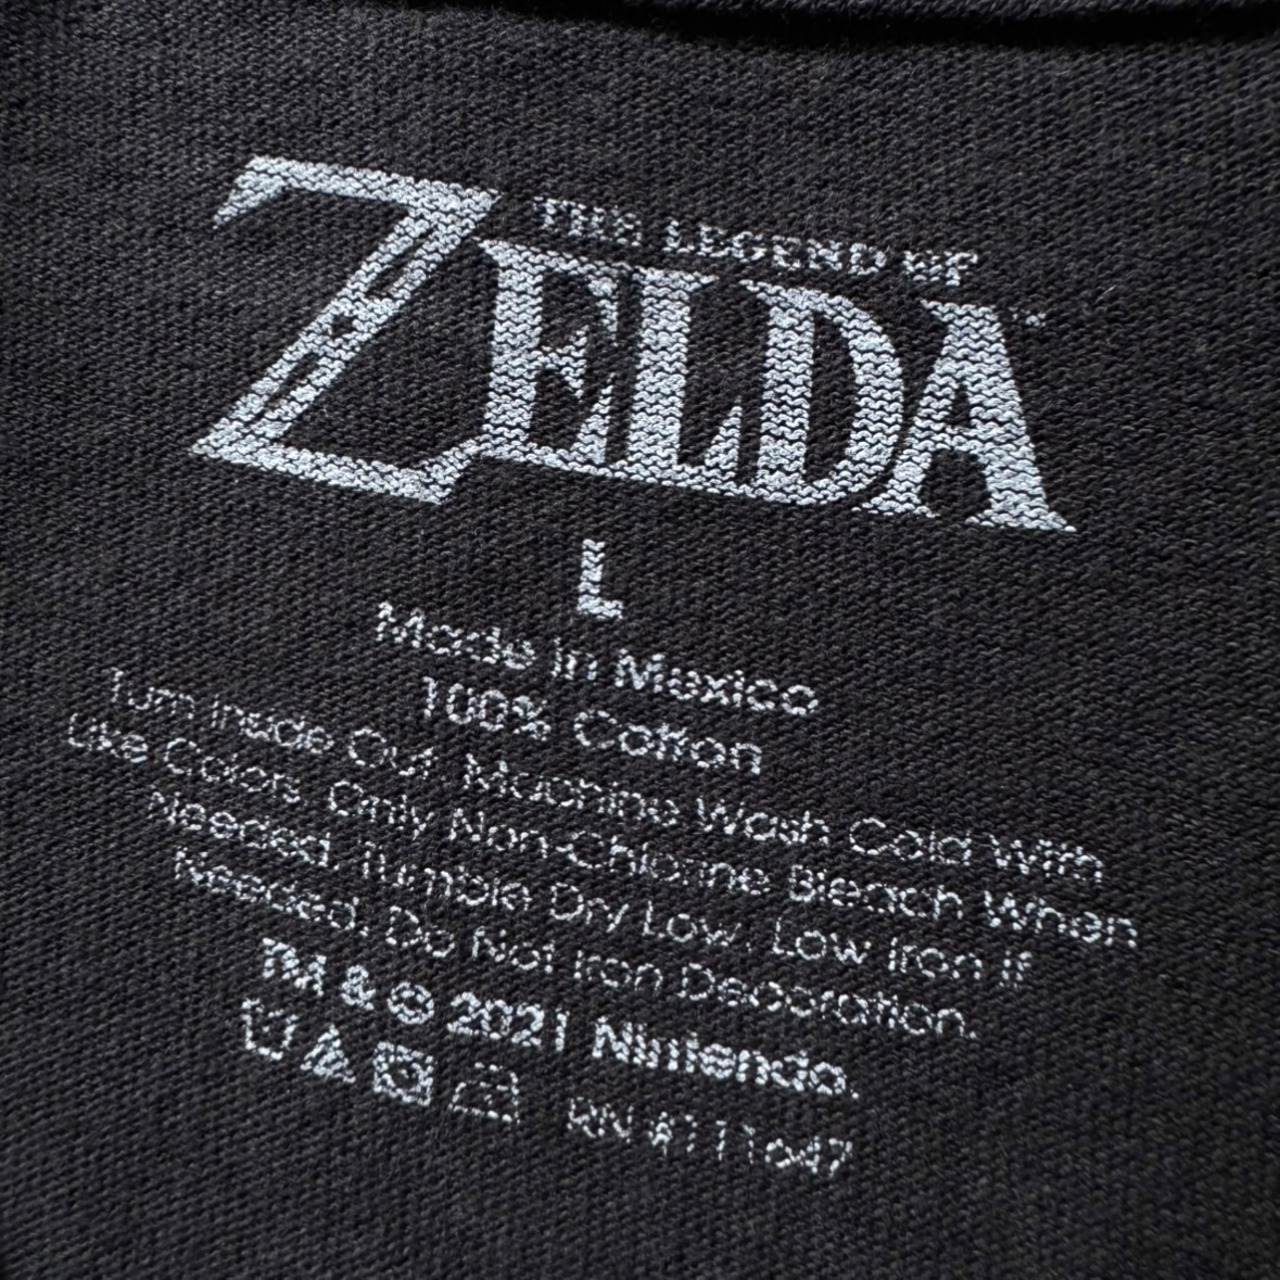 THE LEGEND OF
ZELDA™
L
Made in Mexico
100% Cotton
Turn Inside Out. Machine Wash Cold With
Like Colors. Only Non-Chlorine Bleach When
Needed. Tumble Dry Low. Low Iron If
Needed. Do Not Iron Decoration.
TM & © 2021 Nintendo.
RN #111647